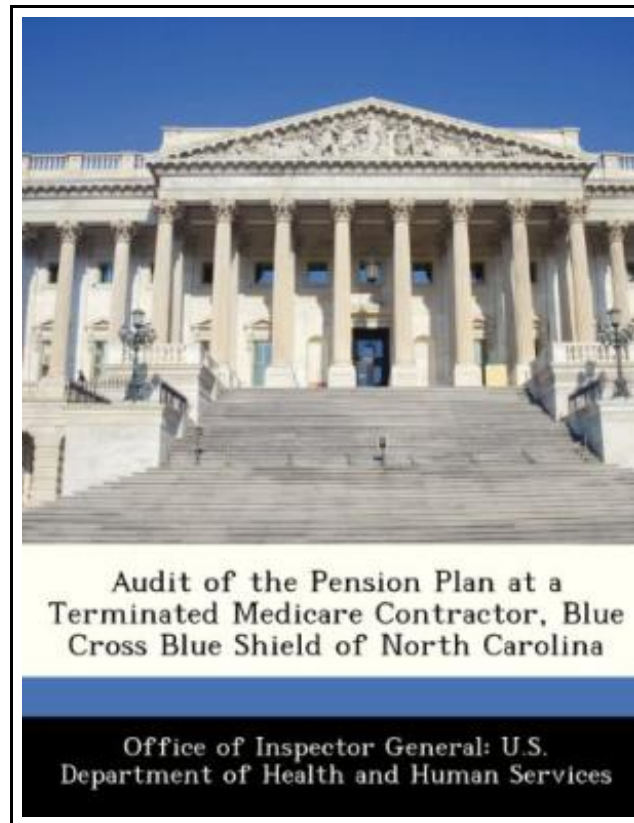 Audit of the Pension Plan at a
Terminated Medicare Contractor, Blue
Cross Blue Shield of North Carolina
Office of Inspector General: U.S.
Department of Health and Human Services